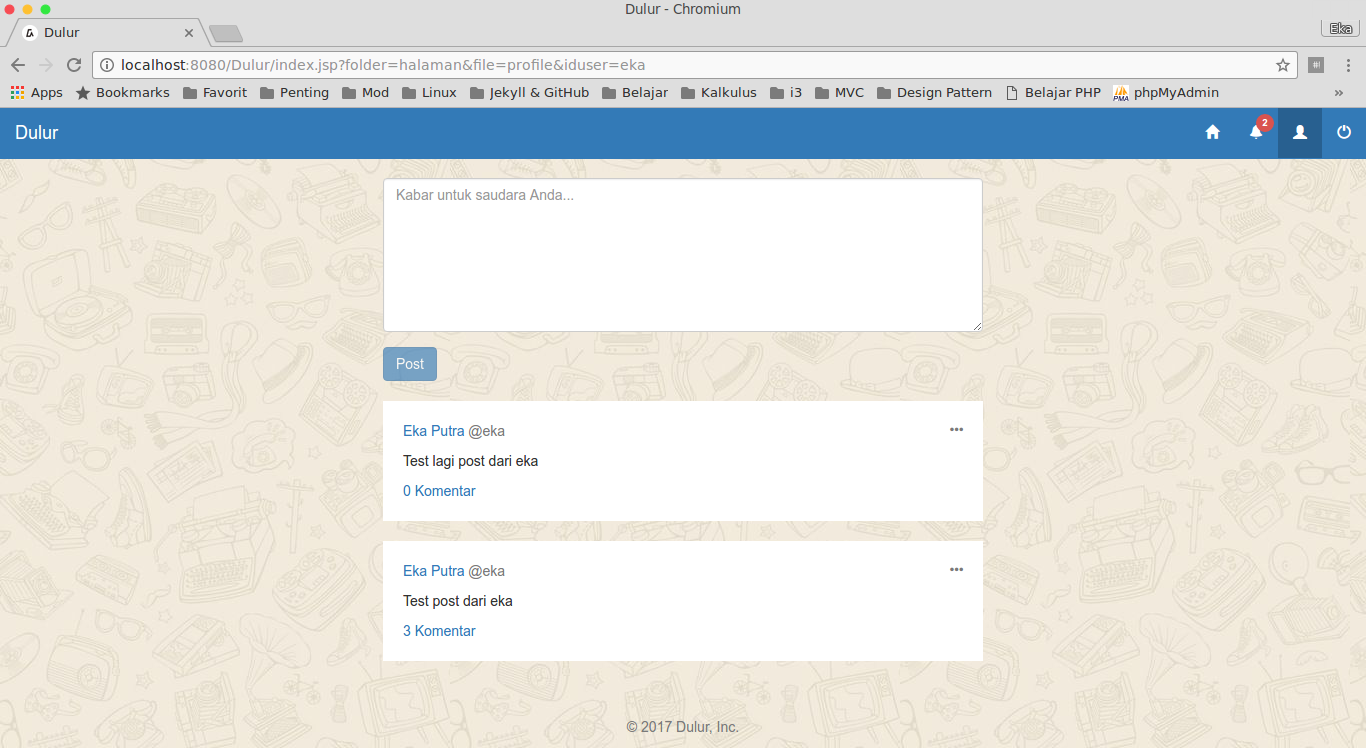 Dulur - Chromium
Dulur
Eka
localhost:8080/Dulur/index.jsp?folder=halaman&file=profile&iduser=eka
#!
Apps Bookmarks Favorit Penting Mod Linux Jekyll & GitHub Belajar Kalkulus i3 MVC Design Pattern Belajar PHP PMA phpMyAdmin »
Dulur 2
Kabar untuk saudara Anda...
Post
Eka Putra @eka
Test lagi post dari eka
0 Komentar
Eka Putra @eka
Test post dari eka
3 Komentar
© 2017 Dulur, Inc.